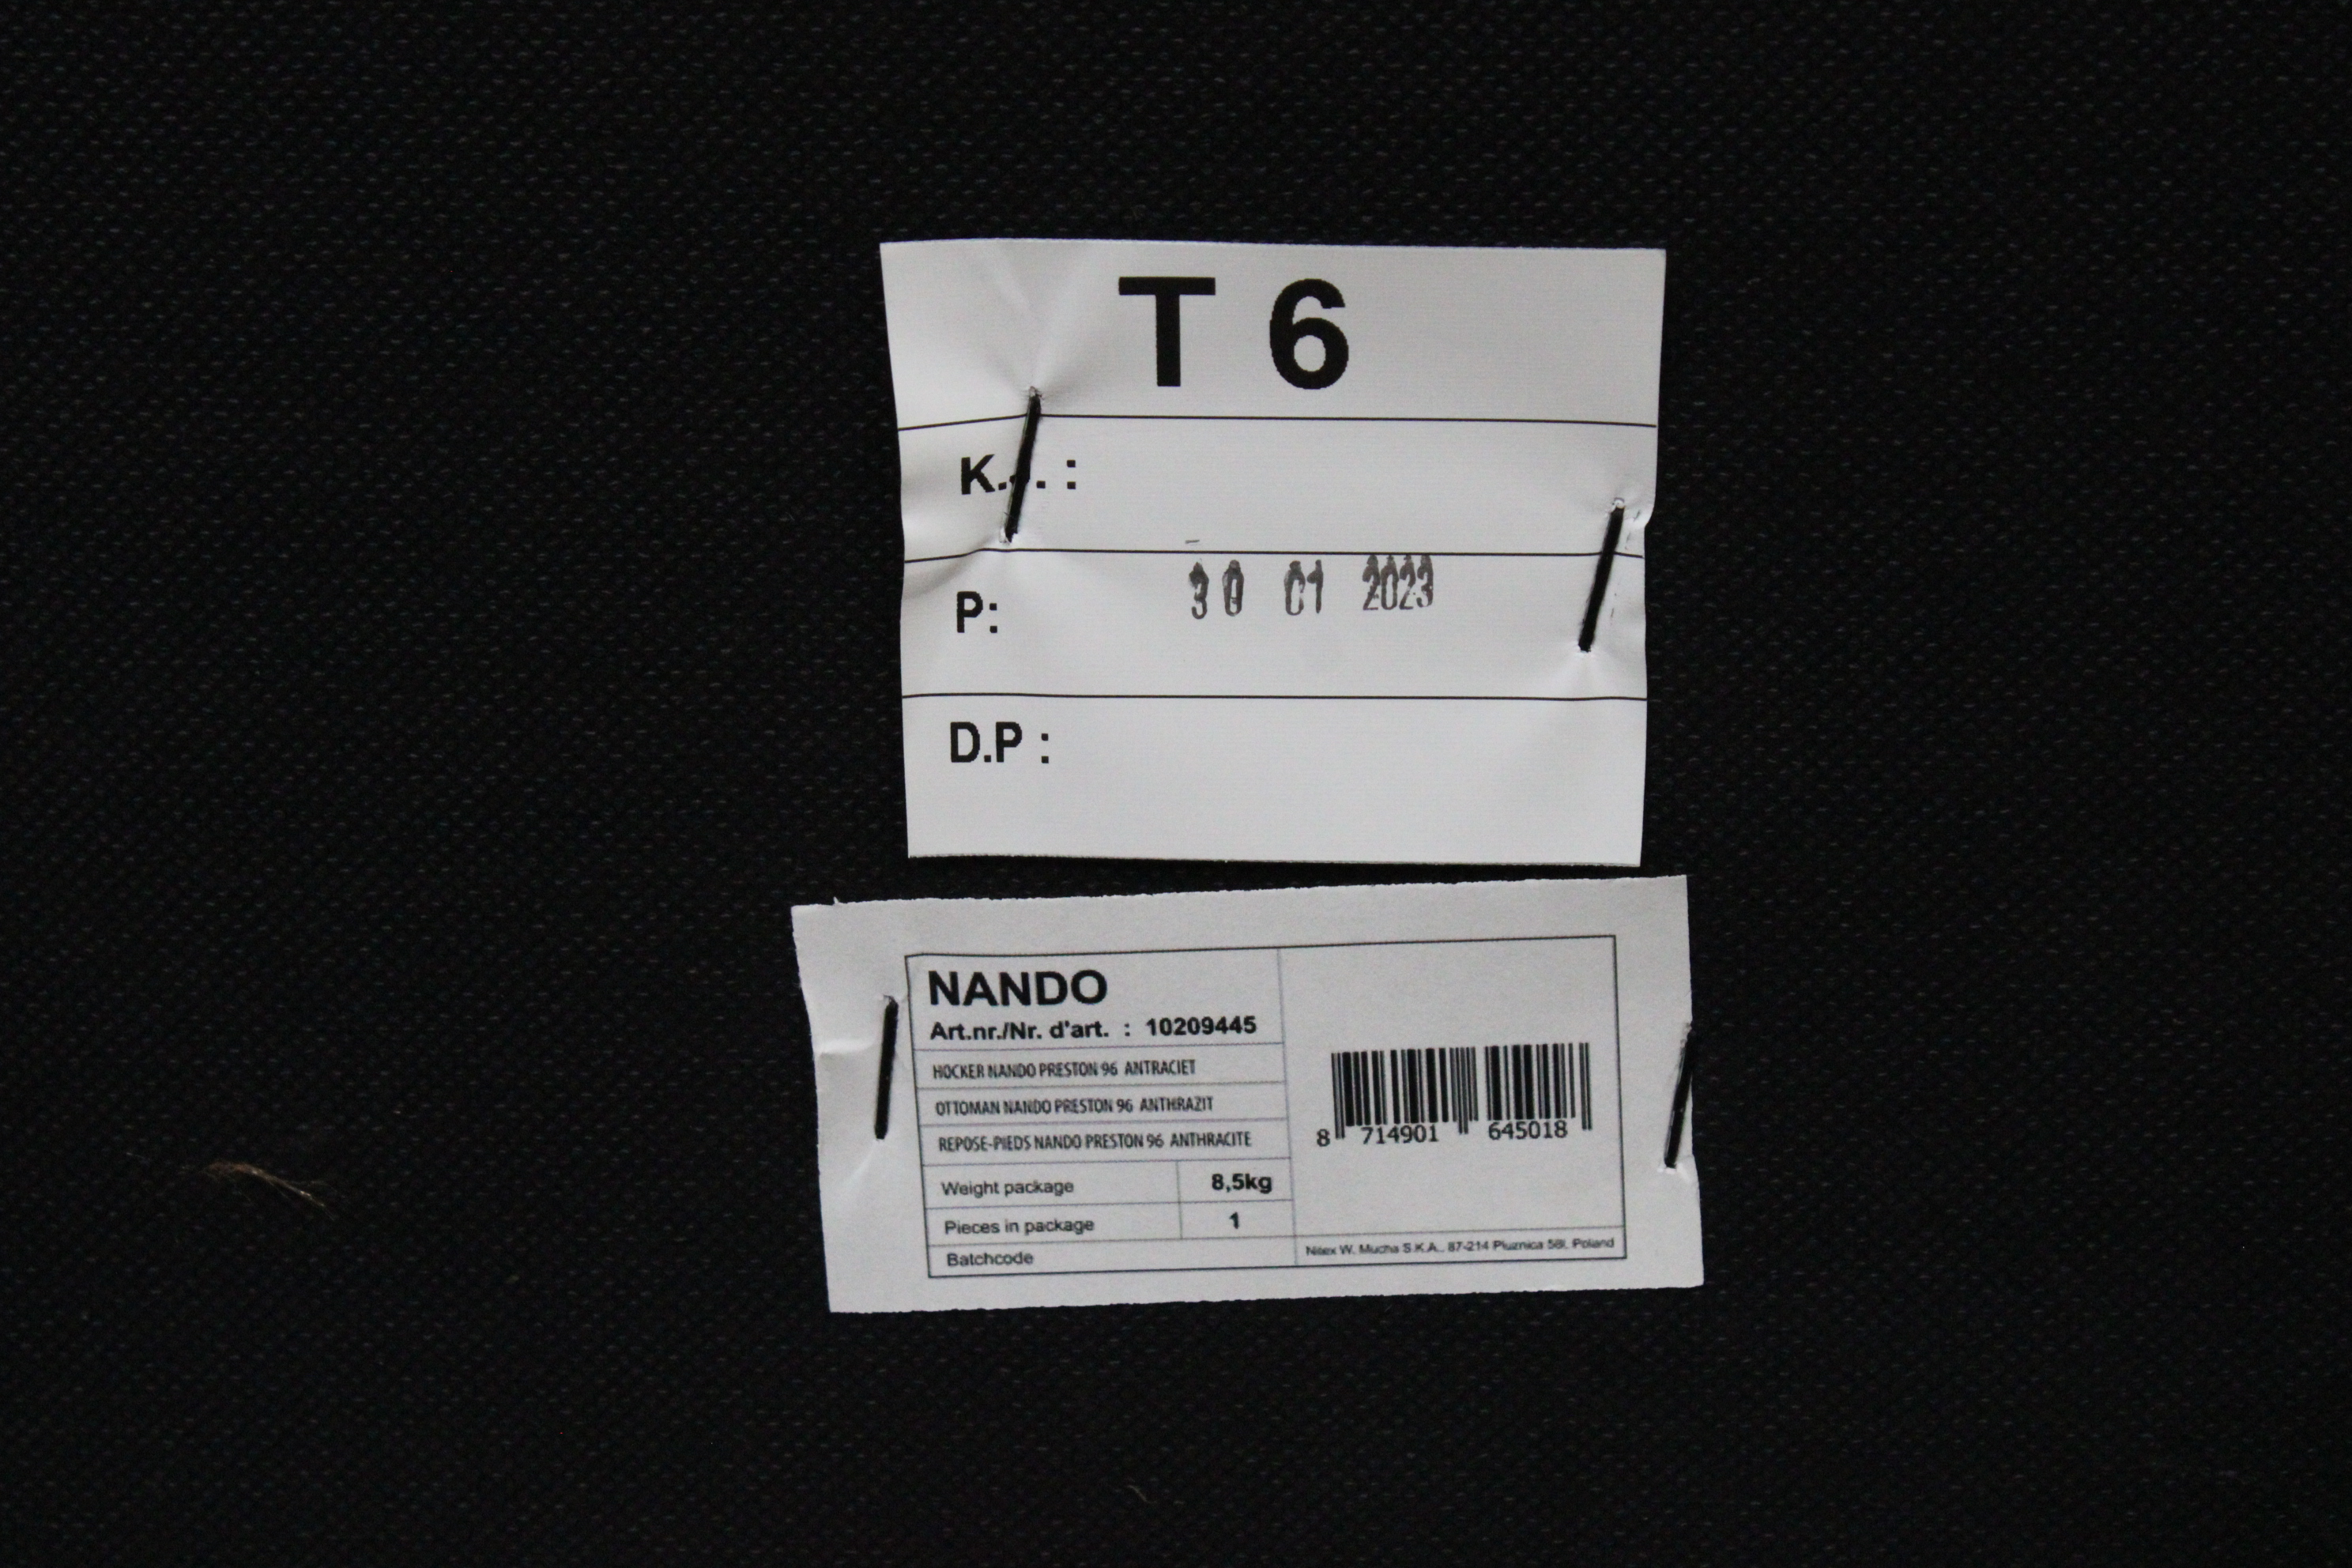 T 6
K.J. :
P: 30 01 2023
D.P :
NANDO
Art.nr./Nr. d'art. : 10209445
HOCKER NANDO PRESTON 96 ANTRACIET
OTTOMAN NANDO PRESTON 96 ANTHRAZIT
REPOSE-PIEDS NANDO PRESTON 96 ANTHRACITE
Weight package 8,5kg
Pieces in package 1
Batchcode
8 714901 645018
Nitex W. Mucha S.K.A., 87-214 Pluznica 58l, Poland